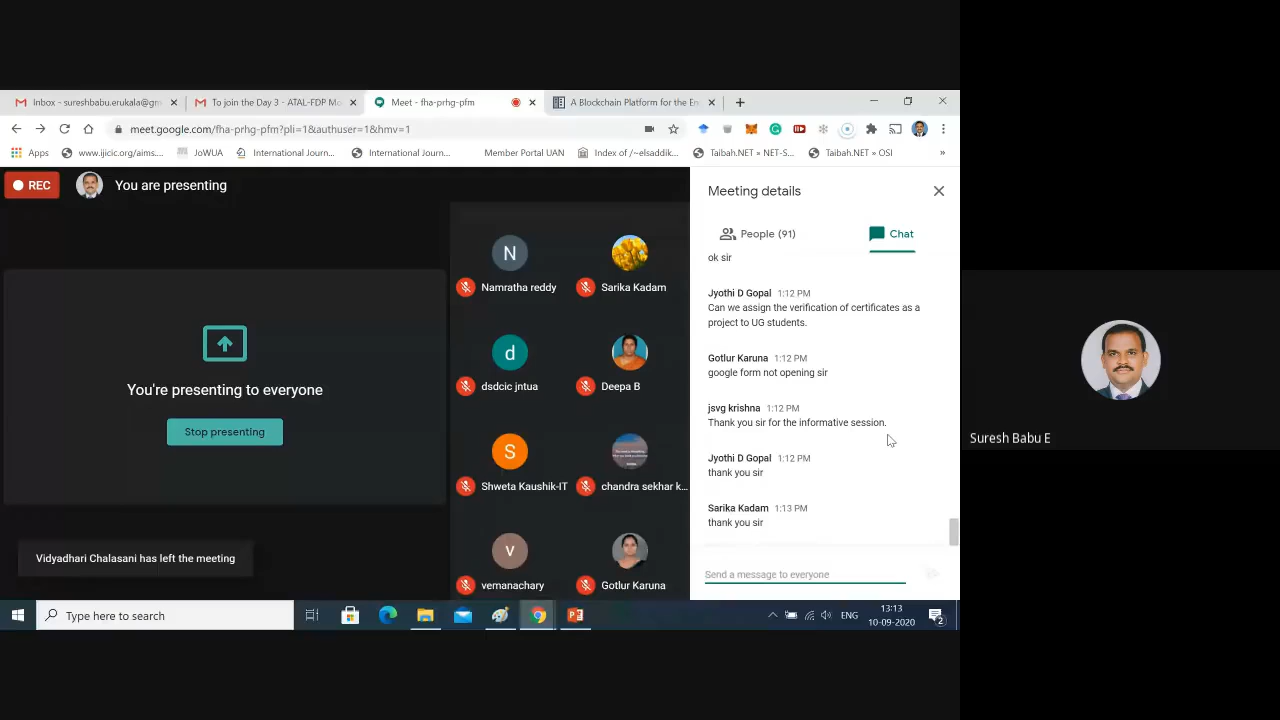 Inbox - sureshbabu.erukala@gm
To join the Day 3 - ATAL-FDP Mo
Meet - fha-prhg-pfm
A Blockchain Platform for the En
meet.google.com/fha-prhg-pfm?pli=1&authuser=1&hmv=1
Apps
www.ijicic.org/aims....
JoWUA
International Journ...
International Journ...
Member Portal UAN
Index of /~elsaddik...
Taibah.NET » NET-S...
Taibah.NET » OSI
»
REC
You are presenting
Meeting details
People (91)
Chat
ok sir
Jyothi D Gopal 1:12 PM
Can we assign the verification of certificates as a
project to UG students.
Gotlur Karuna 1:12 PM
google form not opening sir
jsvg krishna 1:12 PM
Thank you sir for the informative session.
Jyothi D Gopal 1:12 PM
thank you sir
Sarika Kadam 1:13 PM
thank you sir
Send a message to everyone
N
Namratha reddy
Sarika Kadam
d
dsdcic jntua
Deepa B
S
Shweta Kaushik-IT
chandra sekhar k...
v
vemanachary
Gotlur Karuna
You're presenting to everyone
Stop presenting
Vidyadhari Chalasani has left the meeting
Suresh Babu E
Type here to search
ENG
13:13
10-09-2020
2